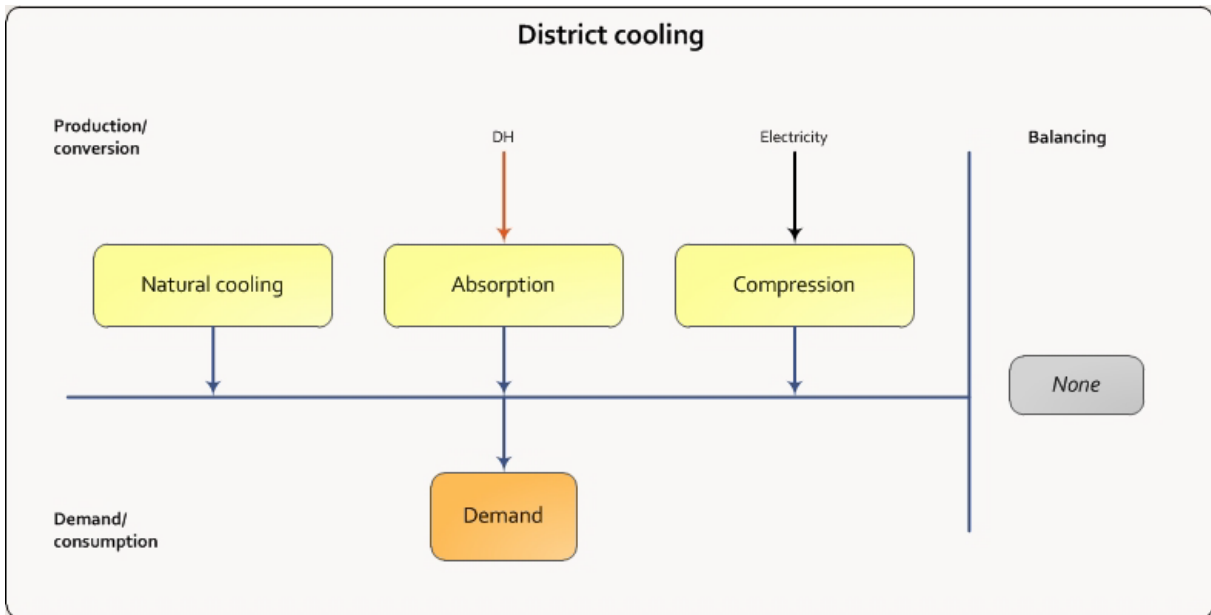 District cooling
Production/
conversion
DH
Electricity
Balancing
Natural cooling
Absorption
Compression
None
Demand
Demand/
consumption